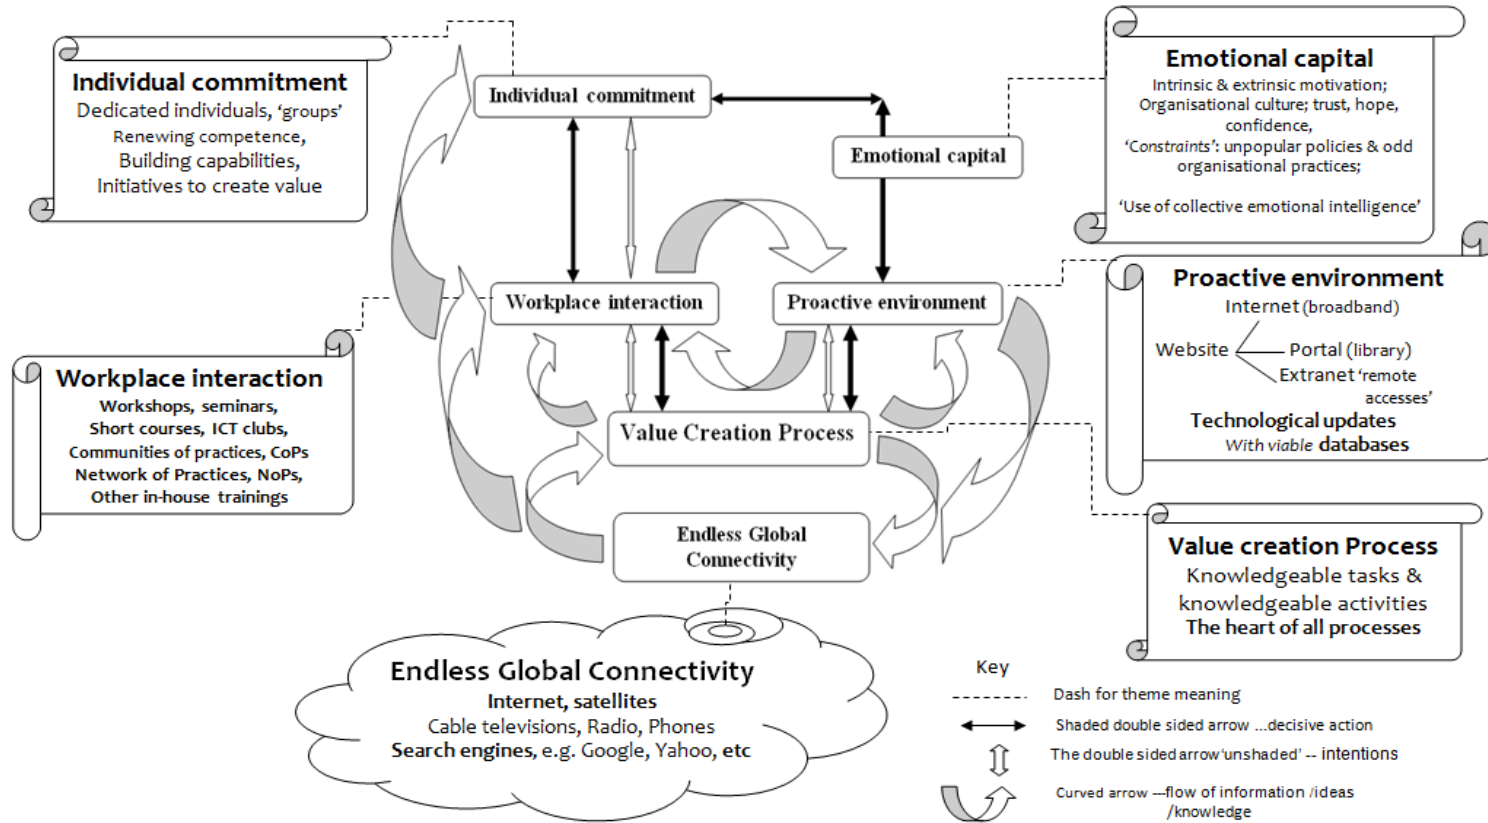 Individual commitment
Dedicated individuals, ‘groups’
Renewing competence,
Building capabilities,
Initiatives to create value
Individual commitment
Emotional capital
Emotional capital
Intrinsic & extrinsic motivation;
Organisational culture; trust, hope,
confidence,
‘Constraints’: unpopular policies & odd
organisational practices;
‘Use of collective emotional intelligence’
Workplace interaction
Proactive environment
Proactive environment
Internet (broadband)
Website
Portal (library)
Extranet ‘remote
accesses’
Technological updates
With viable databases
Workplace interaction
Workshops, seminars,
Short courses, ICT clubs,
Communities of practices, CoPs
Network of Practices, NoPs,
Other in-house trainings
Value Creation Process
Endless Global
Connectivity
Value creation Process
Knowledgeable tasks &
knowledgeable activities
The heart of all processes
Endless Global Connectivity
Internet, satellites
Cable televisions, Radio, Phones
Search engines, e.g. Google, Yahoo, etc
Key
Dash for theme meaning
Shaded double sided arrow ...decisive action
The double sided arrow‘unshaded’ -- intentions
Curved arrow ---flow of information /ideas
/knowledge